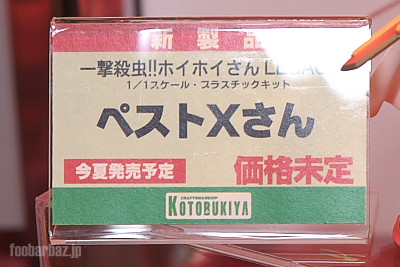 新製品
一撃殺虫!!ホイホイさん LEGACY
1/1スケール・プラスチックキット
ペストXさん
今夏発売予定
価格未定
CRAFTSMANSHIP
KOTOBUKIYA
foobarbaz.jp